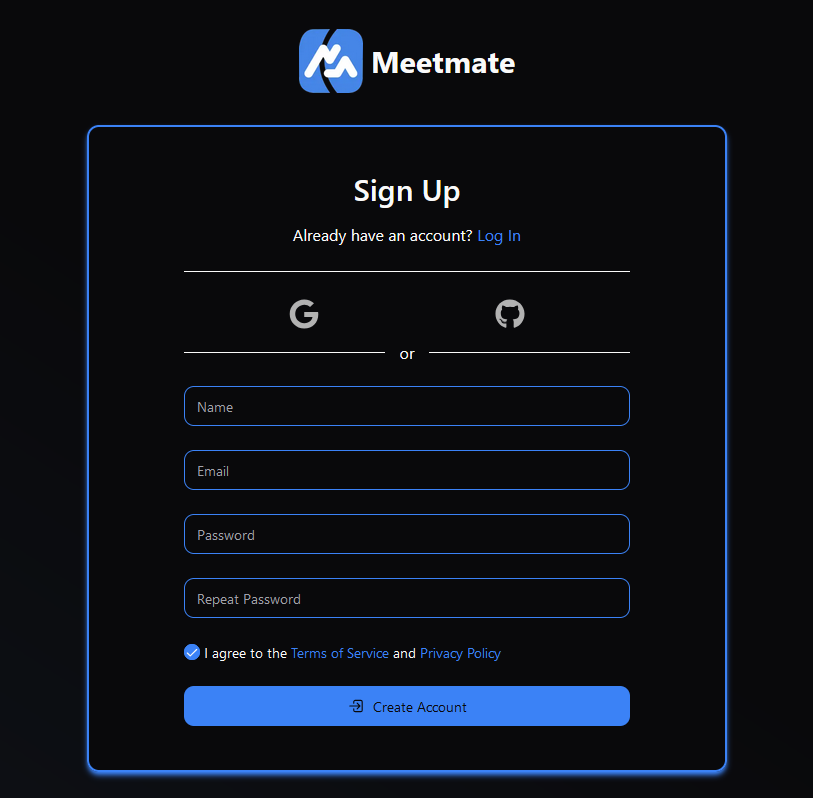 Meetmate
Sign Up
Already have an account? Log In
or
Name
Email
Password
Repeat Password
I agree to the Terms of Service and Privacy Policy
Create Account